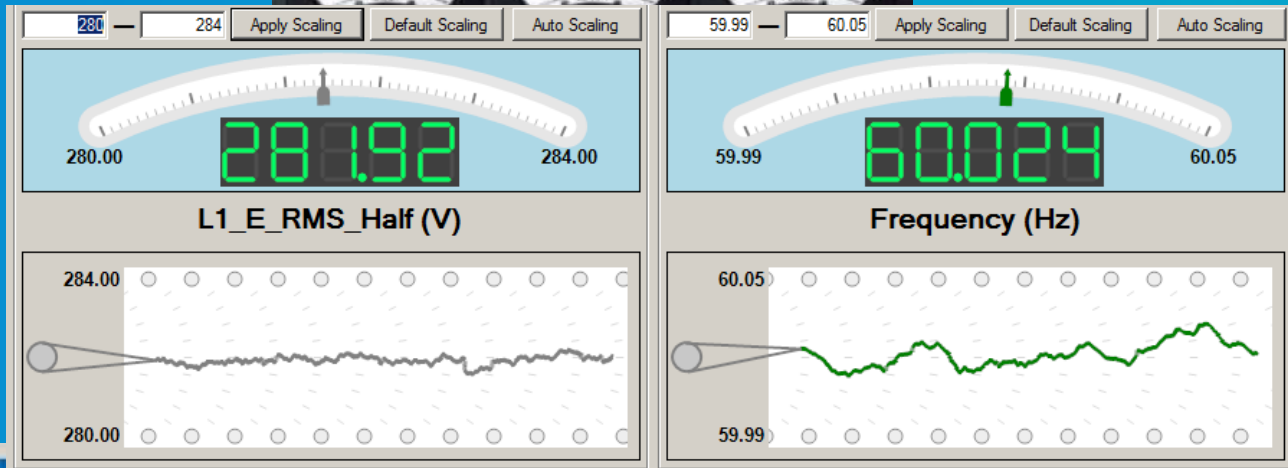 280 — 284 Apply Scaling Default Scaling Auto Scaling
280.00 281.92 284.00
L1_E_RMS_Half (V)
284.00
280.00
59.99 — 60.05 Apply Scaling Default Scaling Auto Scaling
59.99 60.024 60.05
Frequency (Hz)
60.05
59.99